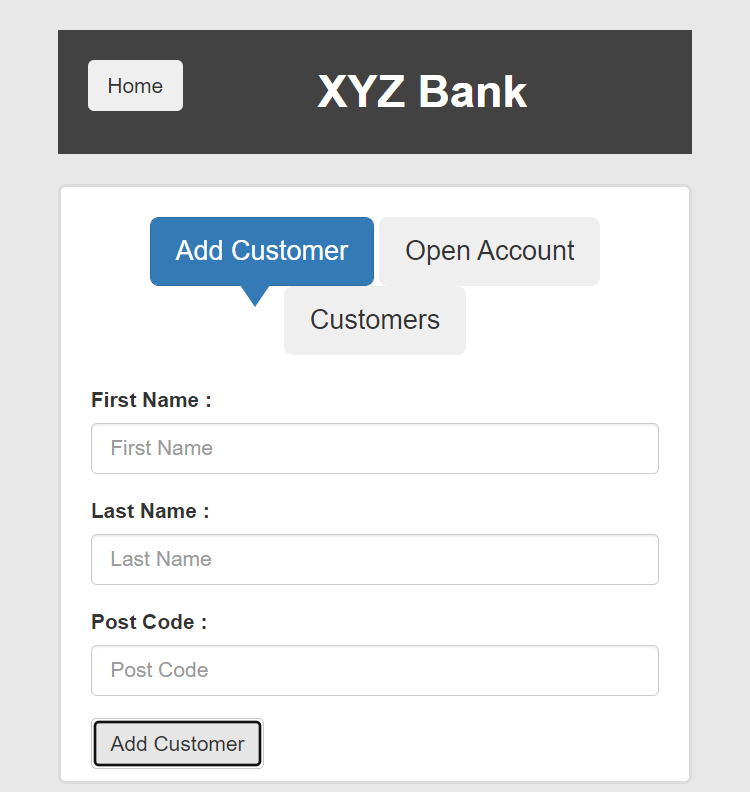 Home XYZ Bank
Add Customer Open Account
Customers
First Name :
First Name
Last Name :
Last Name
Post Code :
Post Code
Add Customer